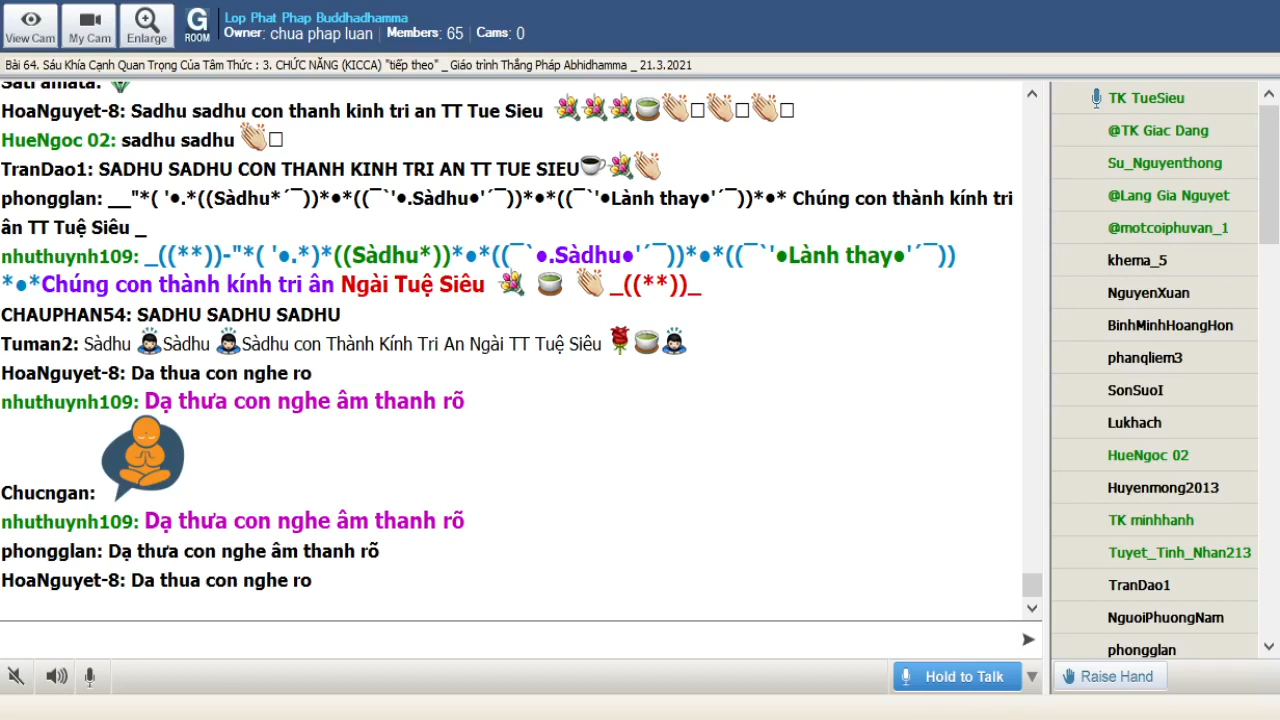 View Cam
My Cam
Enlarge
G
ROOM
Lop Phat Phap Buddhadhamma
Owner: chua phap luan Members: 65 Cams: 0
Bài 64. Sáu Khía Cạnh Quan Trọng Của Tâm Thức : 3. CHỨC NĂNG (KICCA) "tiếp theo" _ Giáo trình Thắng Pháp Abhidhamma _ 21.3.2021
Sati amata:
HoaNguyet-8: Sadhu sadhu con thanh kinh tri an TT Tue Sieu 💐💐💐🍵👏□👏□👏□
HueNgoc 02: sadhu sadhu 👏□
TranDao1: SADHU SADHU CON THANH KINH TRI AN TT TUE SIEU☕💐👏
phongglan: __"*( '●.*((Sàdhu*´¯))*●*((¯`'●.Sàdhu●'´¯))*●*((¯`'●Lành thay●'´¯))*●* Chúng con thành kính tri
ân TT Tuệ Siêu _
nhuthuynh109: _((**))-"*( '●.*)*((Sàdhu*))*●*((¯`●.Sàdhu●'´¯))*●*((¯`'●Lành thay●'´¯))
*●*Chúng con thành kính tri ân Ngài Tuệ Siêu 💐 🍵 👏 _((**))_
CHAUPHAN54: SADHU SADHU SADHU
Tuman2: Sàdhu 🙇Sàdhu 🙇Sàdhu con Thành Kính Tri An Ngài TT Tuệ Siêu 🌹🍵🙇
HoaNguyet-8: Da thua con nghe ro
nhuthuynh109: Dạ thưa con nghe âm thanh rõ
Chucngan:
nhuthuynh109: Dạ thưa con nghe âm thanh rõ
phongglan: Dạ thưa con nghe âm thanh rõ
HoaNguyet-8: Da thua con nghe ro
Hold to Talk
TK TueSieu
@TK Giac Dang
Su_Nguyenthong
@Lang Gia Nguyet
@motcoiphuvan_1
khema_5
NguyenXuan
BinhMinhHoangHon
phanqliem3
SonSuoI
Lukhach
HueNgoc 02
Huyenmong2013
TK minhhanh
Tuyet_Tinh_Nhan213
TranDao1
NguoiPhuongNam
phongglan
Raise Hand